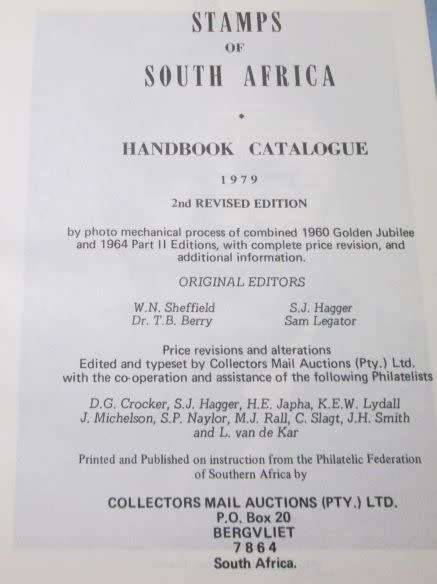 STAMPS
OF
SOUTH AFRICA
HANDBOOK CATALOGUE
1979
2nd REVISED EDITION
by photo mechanical process of combined 1960 Golden Jubilee
and 1964 Part II Editions, with complete price revision, and
additional information.
ORIGINAL EDITORS
W.N. Sheffield S.J. Hagger
Dr. T.B. Berry Sam Legator
Price revisions and alterations
Edited and typeset by Collectors Mail Auctions (Pty.) Ltd.
with the co-operation and assistance of the following Philatelists
D.G. Crocker, S.J. Hagger, H.E. Japha, K.E.W. Lydall
J. Michelson, S.P. Naylor, M.J. Rall, C. Slagt, J.H. Smith
and L. van de Kar
Printed and Published on instruction from the Philatelic Federation
of Southern Africa by
COLLECTORS MAIL AUCTIONS (PTY.) LTD.
P.O. Box 20
BERGVLIET
7864
South Africa.